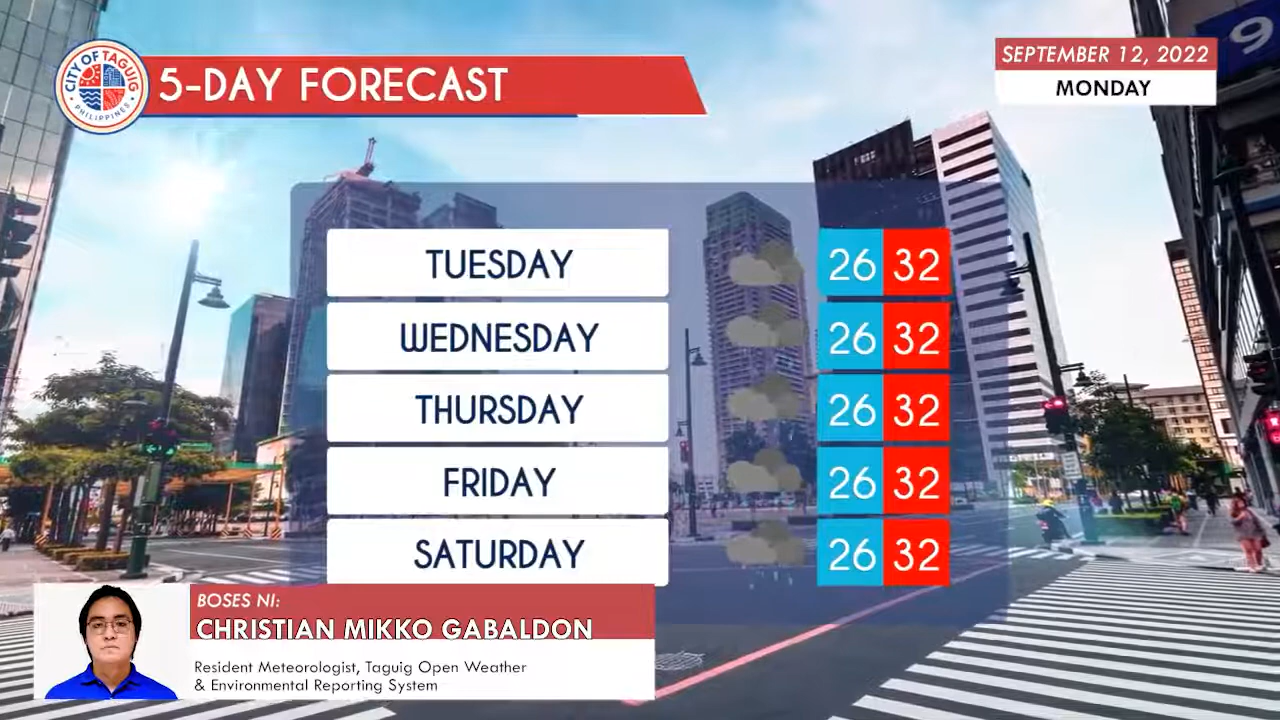 CITY OF TAGUIG
PHILIPPINES
5-DAY FORECAST
SEPTEMBER 12, 2022
MONDAY
9
TUESDAY 26 32
WEDNESDAY 26 32
THURSDAY 26 32
FRIDAY 26 32
SATURDAY 26 32
BOSES NI:
CHRISTIAN MIKKO GABALDON
Resident Meteorologist, Taguig Open Weather
& Environmental Reporting System